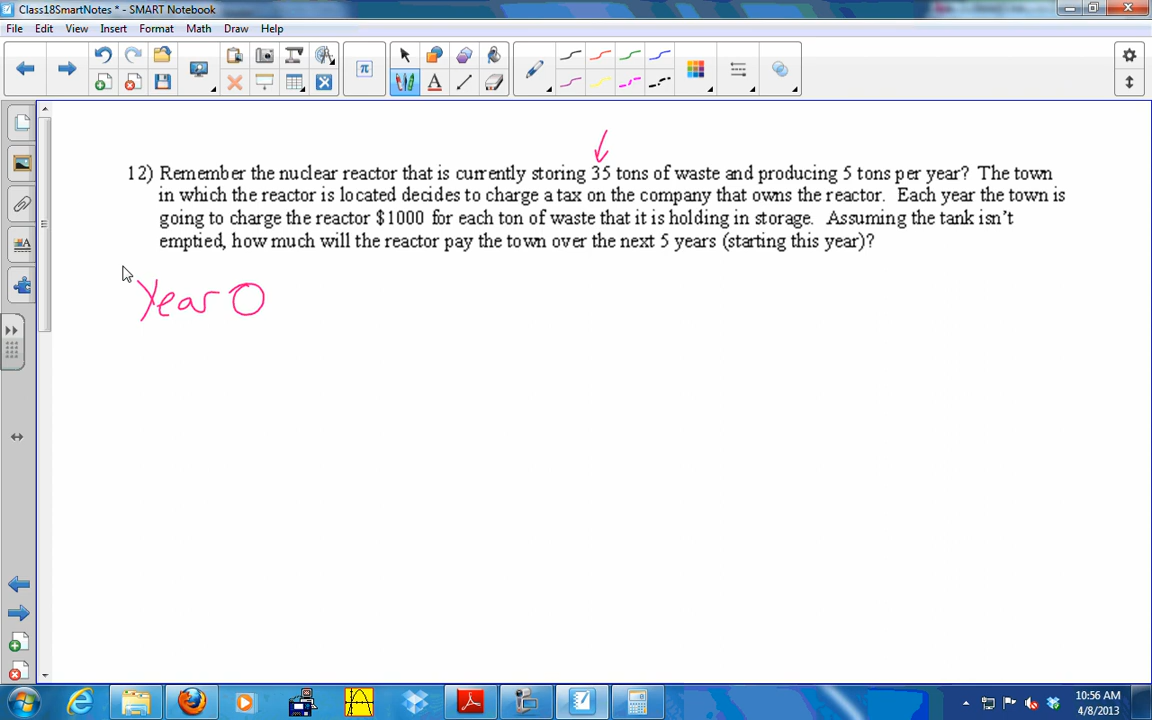 Class18SmartNotes * - SMART Notebook
File Edit View Insert Format Math Draw Help
12) Remember the nuclear reactor that is currently storing 35 tons of waste and producing 5 tons per year? The town
in which the reactor is located decides to charge a tax on the company that owns the reactor. Each year the town is
going to charge the reactor $1000 for each ton of waste that it is holding in storage. Assuming the tank isn't
emptied, how much will the reactor pay the town over the next 5 years (starting this year)?
Year 0
10:56 AM
4/8/2013